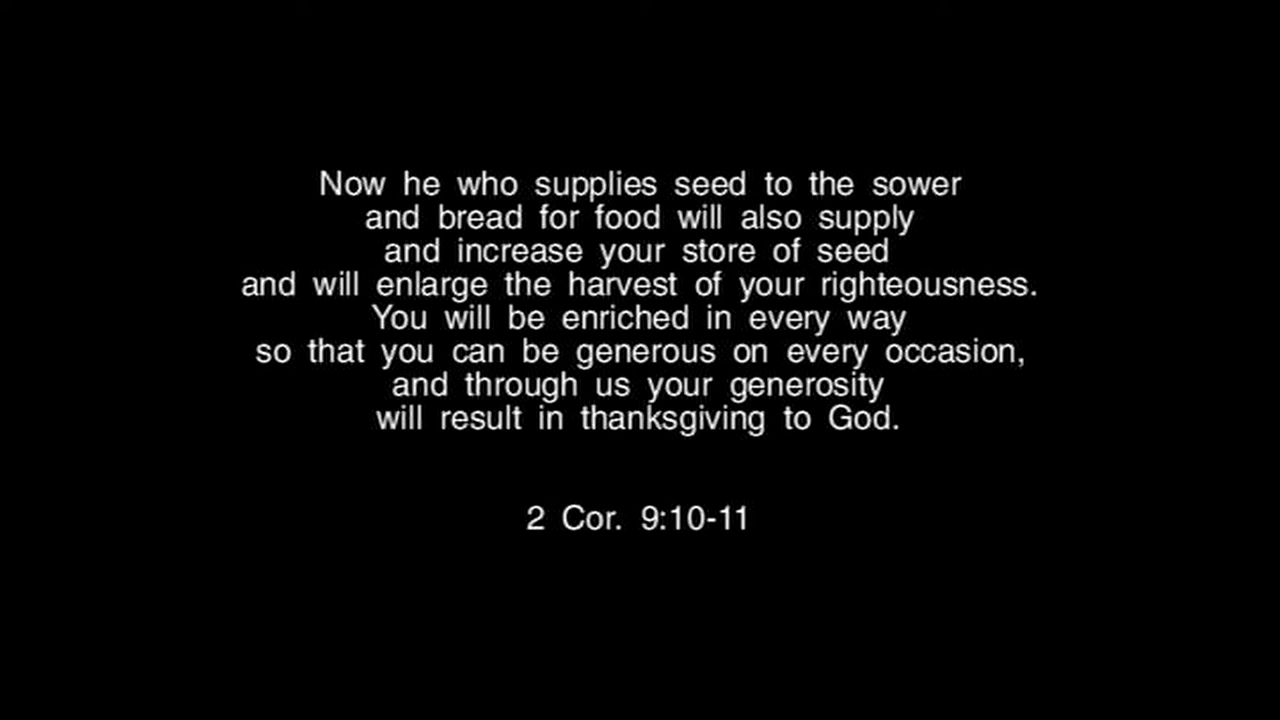 Now he who supplies seed to the sower
and bread for food will also supply
and increase your store of seed
and will enlarge the harvest of your righteousness.
You will be enriched in every way
so that you can be generous on every occasion,
and through us your generosity
will result in thanksgiving to God.
2 Cor. 9:10-11